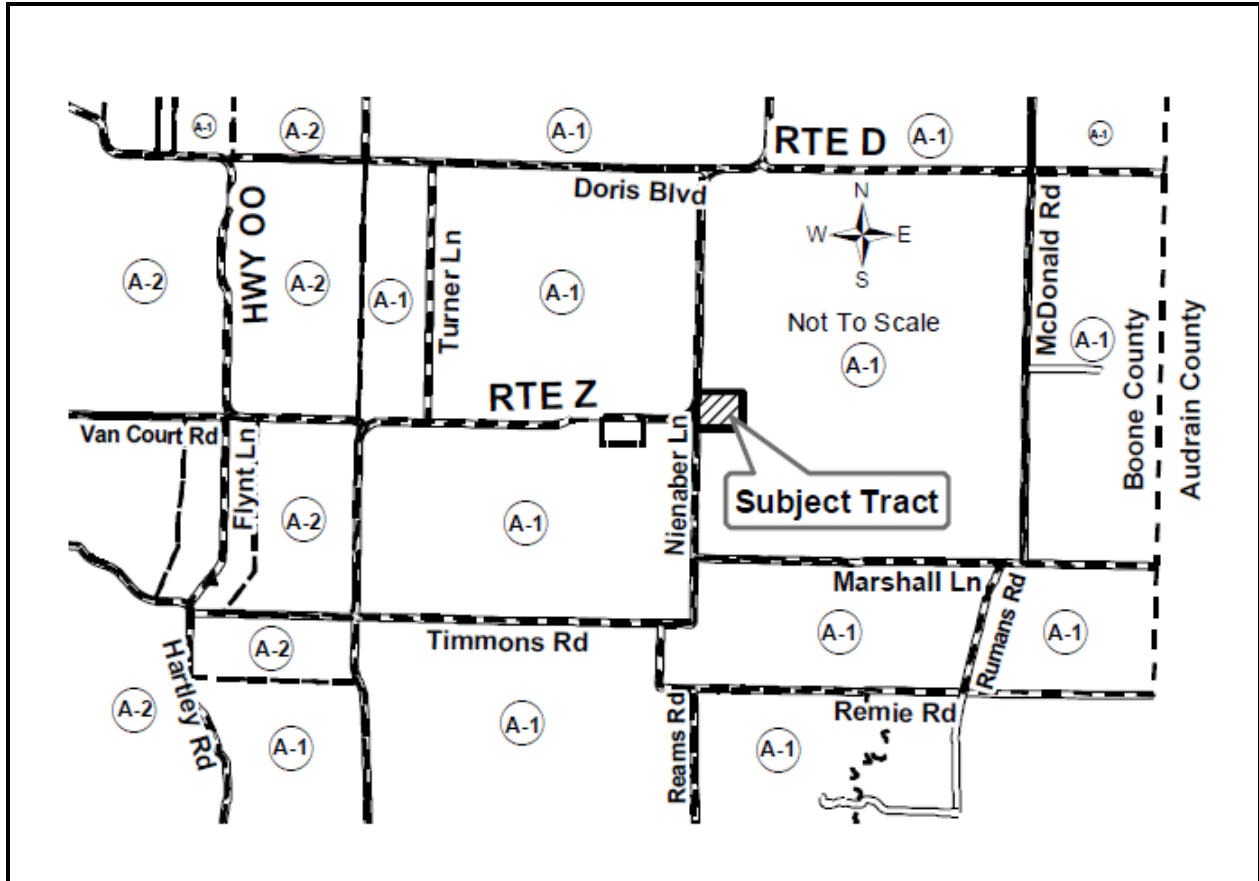 A-1
A-2
A-1
RTE D
A-1
A-1
Doris Blvd
N
W E
S
McDonald Rd
HWY OO
A-2
A-2
A-1
Turner Ln
A-1
Not To Scale
A-1
A-1
Boone County
Audrain County
RTE Z
Van Court Rd
Flynt Ln
Nienaber Ln
Subject Tract
A-2
A-1
Marshall Ln
Rumans Rd
Timmons Rd
A-1
A-1
A-2
Hartley Rd
A-2
A-1
A-1
Reams Rd
Remie Rd
A-1